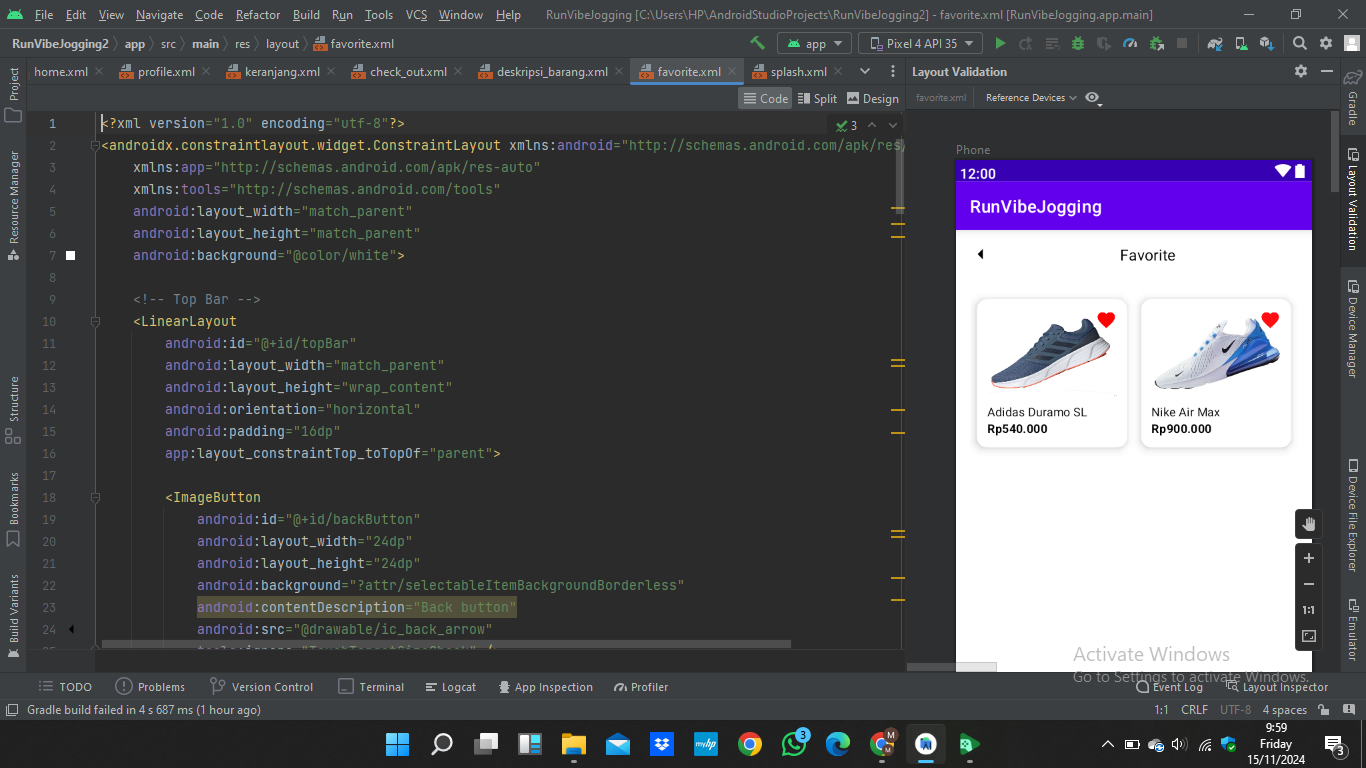 File Edit View Navigate Code Refactor Build Run Tools VCS Window Help RunVibeJogging [C:\Users\HP\AndroidStudioProjects\RunVibeJogging2] - favorite.xml [RunVibeJogging.app.main]
RunVibeJogging2 app src main res layout favorite.xml app Pixel 4 API 35
home.xml profile.xml keranjang.xml check_out.xml deskripsi_barang.xml favorite.xml splash.xml
Layout Validation
Code Split Design
favorite.xml Reference Devices
Project
Resource Manager
Structure
Bookmarks
Build Variants
3
1 <?xml version="1.0" encoding="utf-8"?>
2 <androidx.constraintlayout.widget.ConstraintLayout xmlns:android="http://schemas.android.com/apk/res/
3 xmlns:app="http://schemas.android.com/apk/res-auto"
4 xmlns:tools="http://schemas.android.com/tools"
5 android:layout_width="match_parent"
6 android:layout_height="match_parent"
7 android:background="@color/white">
8
9 <!-- Top Bar -->
10 <LinearLayout
11 android:id="@+id/topBar"
12 android:layout_width="match_parent"
13 android:layout_height="wrap_content"
14 android:orientation="horizontal"
15 android:padding="16dp"
16 app:layout_constraintTop_toTopOf="parent">
17
18 <ImageButton
19 android:id="@+id/backButton"
20 android:layout_width="24dp"
21 android:layout_height="24dp"
22 android:background="?attr/selectableItemBackgroundBorderless"
23 android:contentDescription="Back button"
24 android:src="@drawable/ic_back_arrow"
Phone
12:00
RunVibeJogging
Favorite
Adidas Duramo SL
Rp540.000
Nike Air Max
Rp900.000
1:1
Gradle
Layout Validation
Device Manager
Device File Explorer
Emulator
Activate Windows
Go to Settings to activate Windows.
TODO Problems Version Control Terminal Logcat App Inspection Profiler Event Log Layout Inspector
Gradle build failed in 4 s 687 ms (1 hour ago) 1:1 CRLF UTF-8 4 spaces
myhp
3
M
M
9:59
Friday
15/11/2024
3